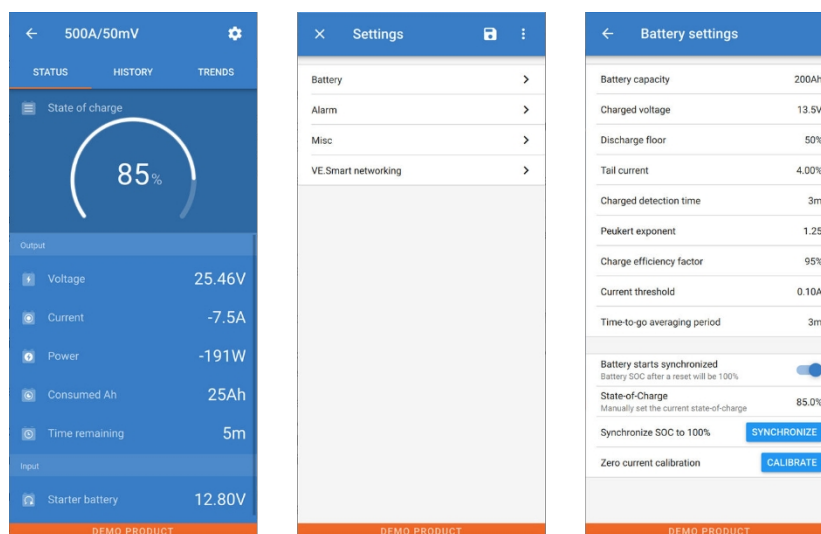 500A/50mV
STATUS HISTORY TRENDS
State of charge
85%
Output
Voltage 25.46V
Current -7.5A
Power -191W
Consumed Ah 25Ah
Time remaining 5m
Input
Starter battery 12.80V
DEMO PRODUCT
Settings
Battery
Alarm
Misc
VE.Smart networking
DEMO PRODUCT
Battery settings
Battery capacity 200Ah
Charged voltage 13.5V
Discharge floor 50%
Tail current 4.00%
Charged detection time 3m
Peukert exponent 1.25
Charge efficiency factor 95%
Current threshold 0.10A
Time-to-go averaging period 3m
Battery starts synchronized
Battery SOC after a reset will be 100%
State-of-Charge 85.0%
Manually set the current state-of-charge
Synchronize SOC to 100% SYNCHRONIZE
Zero current calibration CALIBRATE
DEMO PRODUCT